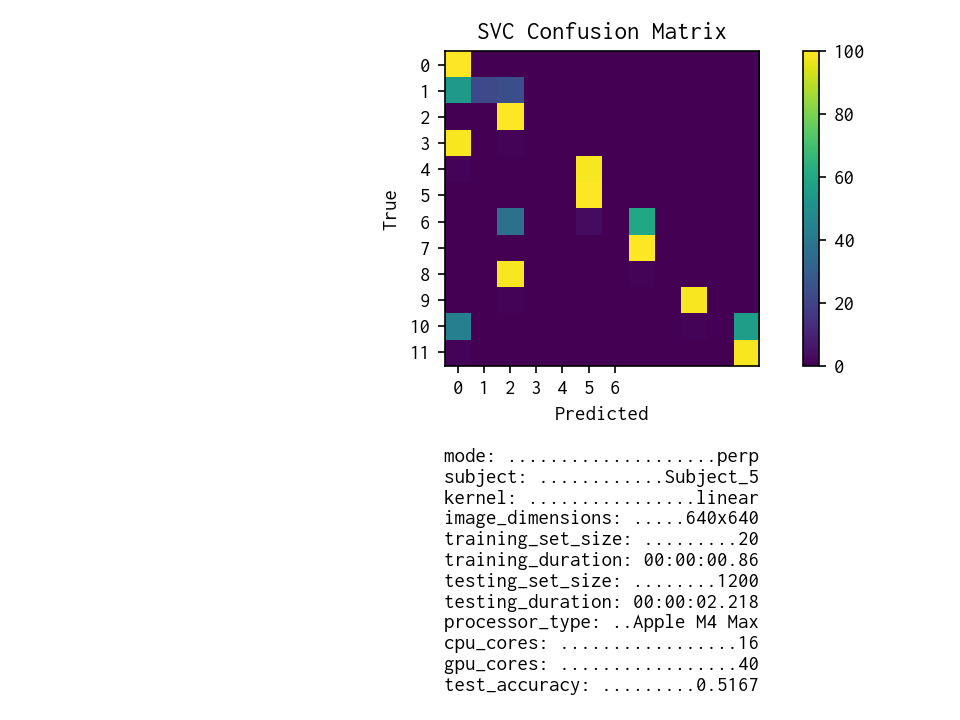 SVC Confusion Matrix
100
80
60
40
20
0
True
0
1
2
3
4
5
6
7
8
9
10
11
0 1 2 3 4 5 6
Predicted
mode: ....................perp
subject: ............Subject_5
kernel: ................linear
image_dimensions: .....640x640
training_set_size: .........20
training_duration: 00:00:00.86
testing_set_size: ........1200
testing_duration: 00:00:02.218
processor_type: ..Apple M4 Max
cpu_cores: .................16
gpu_cores: .................40
test_accuracy: .........0.5167